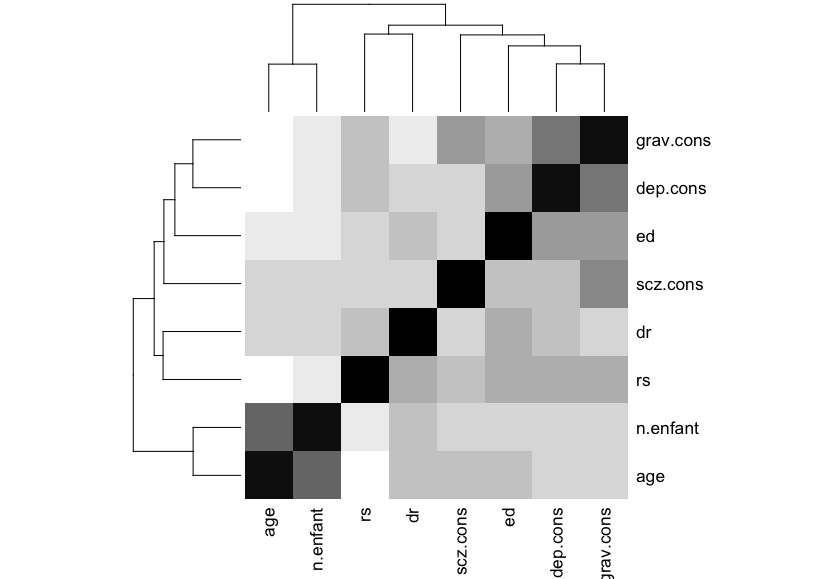 grav.cons
dep.cons
ed
scz.cons
dr
rs
n.enfant
age
age
n.enfant
rs
dr
scz.cons
ed
dep.cons
grav.cons